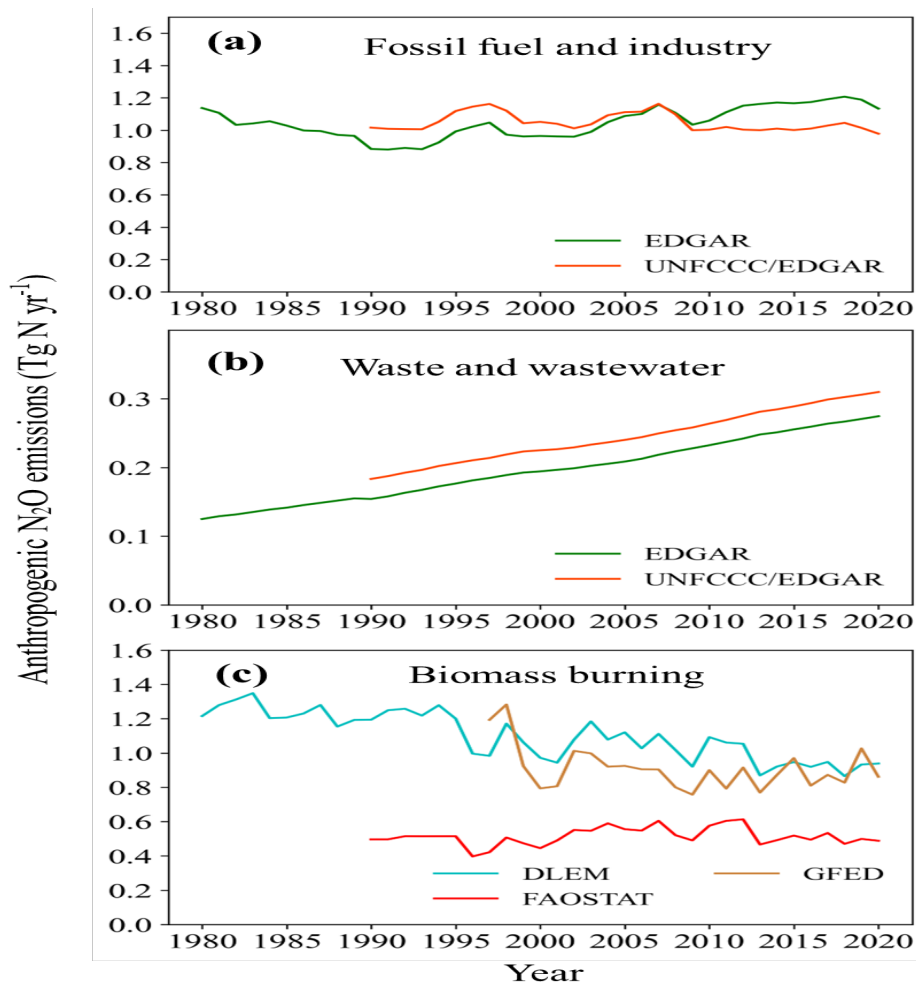 Anthropogenic N₂O emissions (Tg N yr⁻¹)
(a) Fossil fuel and industry
1.6
1.4
1.2
1.0
0.8
0.6
0.4
0.2
0.0
EDGAR
UNFCCC/EDGAR
1980 1985 1990 1995 2000 2005 2010 2015 2020
(b) Waste and wastewater
0.3
0.2
0.1
0.0
EDGAR
UNFCCC/EDGAR
1980 1985 1990 1995 2000 2005 2010 2015 2020
(c) Biomass burning
1.6
1.4
1.2
1.0
0.8
0.6
0.4
0.2
0.0
DLEM GFED
FAOSTAT
1980 1985 1990 1995 2000 2005 2010 2015 2020
Year